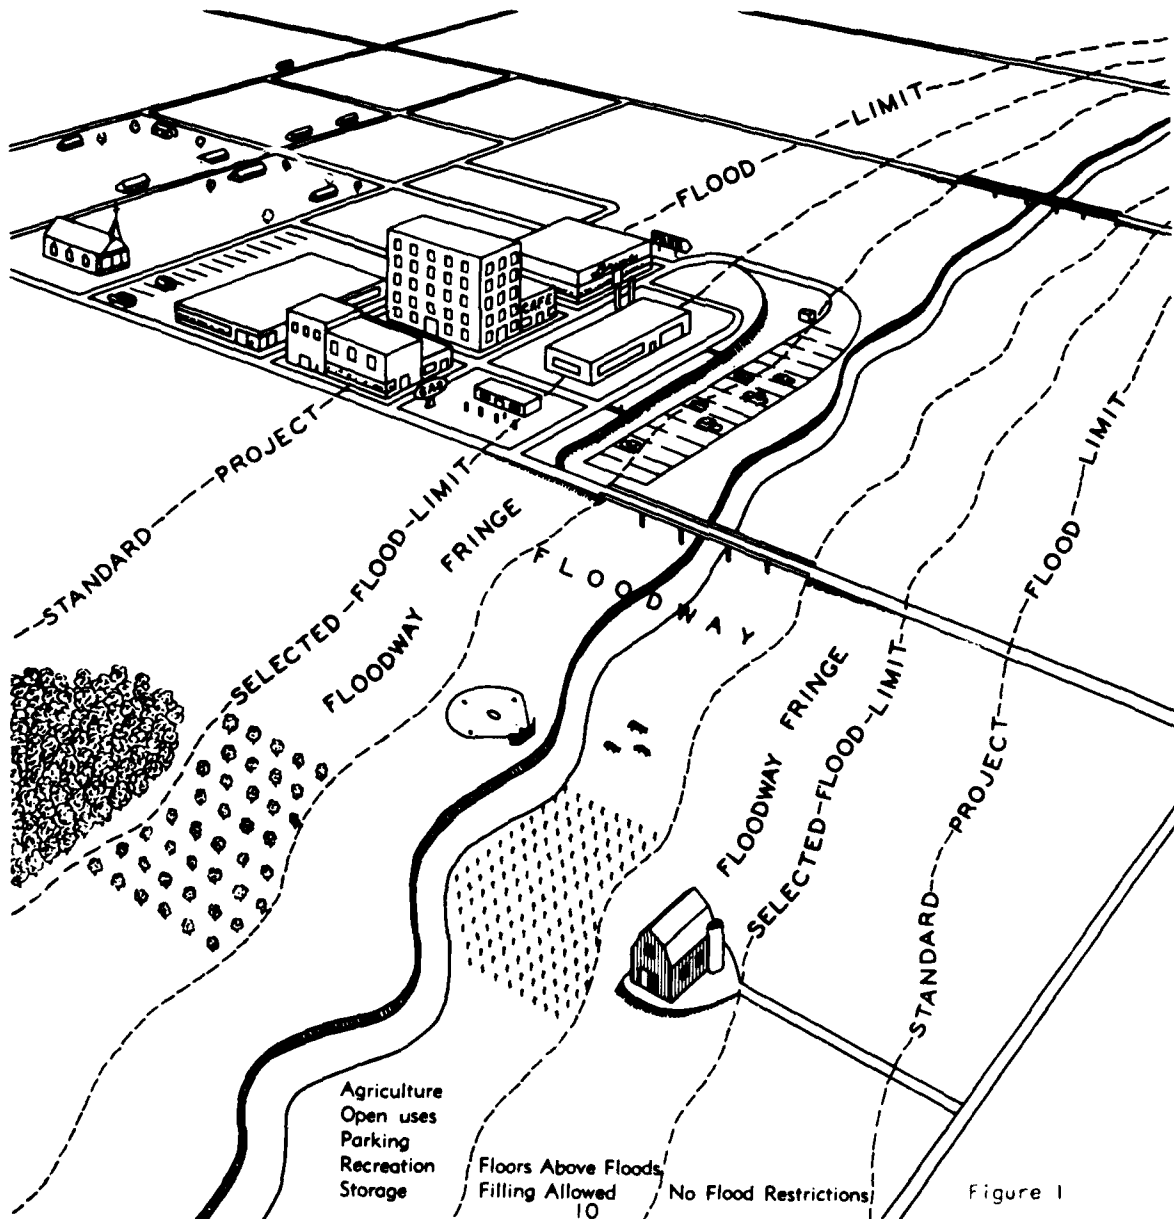 LIMIT
FLOOD
CAFE
STANDARD PROJECT
SELECTED-FLOOD-LIMIT
FLOODWAY FRINGE
FLOODWAY
FLOODWAY FRINGE
SELECTED-FLOOD-LIMIT
STANDARD PROJECT FLOOD LIMIT
Agriculture
Open uses
Parking
Recreation
Storage
Floors Above Floods
Filling Allowed
No Flood Restrictions
Figure 1
10